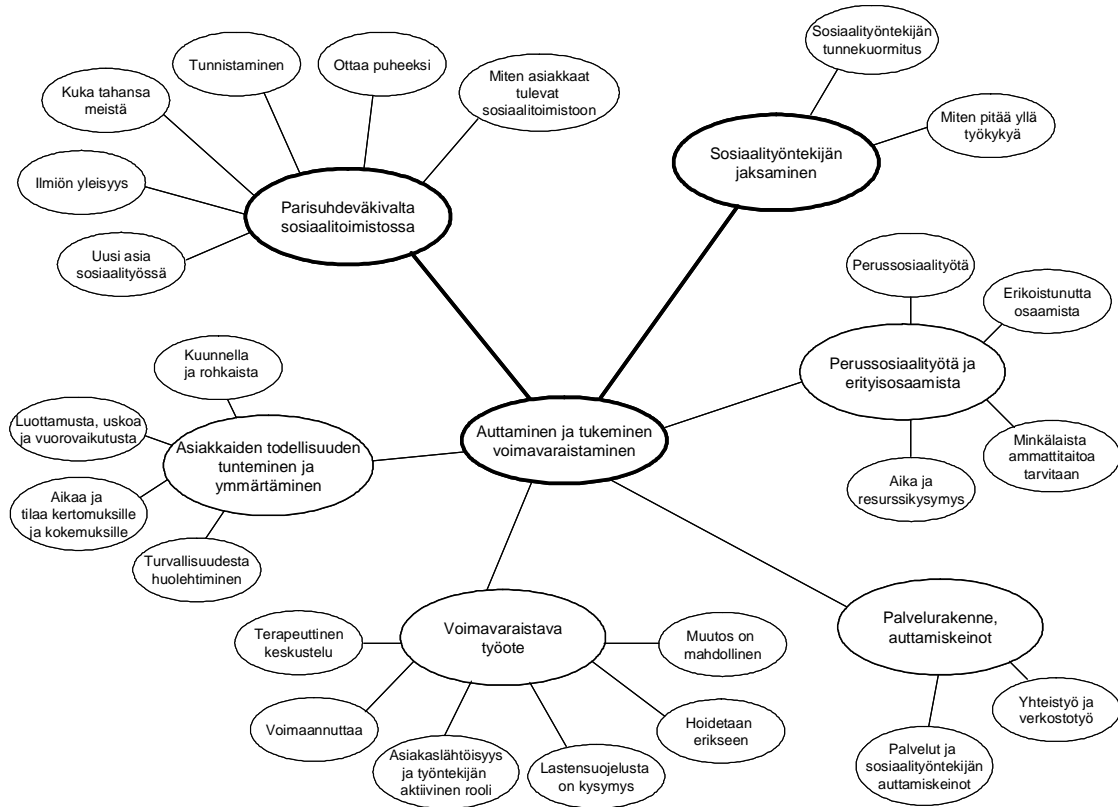 Sosiaalityöntekijän
tunnekuormitus
Tunnistaminen
Ottaa puheeksi
Miten asiakkaat
tulevat
sosiaalitoimistoon
Kuka tahansa
meistä
Miten pitää yllä
työkykyä
Sosiaalityöntekijän
jaksaminen
Ilmiön yleisyys
Parisuhdeväkivalta
sosiaalitoimistossa
Uusi asia
sosiaalityössä
Perussosiaalityötä
Erikoistunutta
osaamista
Kuunnella
ja rohkaista
Perussosiaalityötä ja
erityisosaamista
Luottamusta, uskoa
ja vuorovaikutusta
Asiakkaiden todellisuuden
tunteminen ja
ymmärtäminen
Auttaminen ja tukeminen
voimavaraistaminen
Minkälaista
ammattitaitoa
tarvitaan
Aika ja
resurssikysymys
Aikaa ja
tilaa kertomuksille
ja kokemuksille
Turvallisuudesta
huolehtiminen
Voimavaraistava
työote
Palvelurakenne,
auttamiskeinot
Terapeuttinen
keskustelu
Muutos on
mahdollinen
Yhteistyö ja
verkostotyö
Voimaannuttaa
Hoidetaan
erikseen
Asiakaslähtöisyys
ja työntekijän
aktiivinen rooli
Lastensuojelusta
on kysymys
Palvelut ja
sosiaalityöntekijän
auttamiskeinot